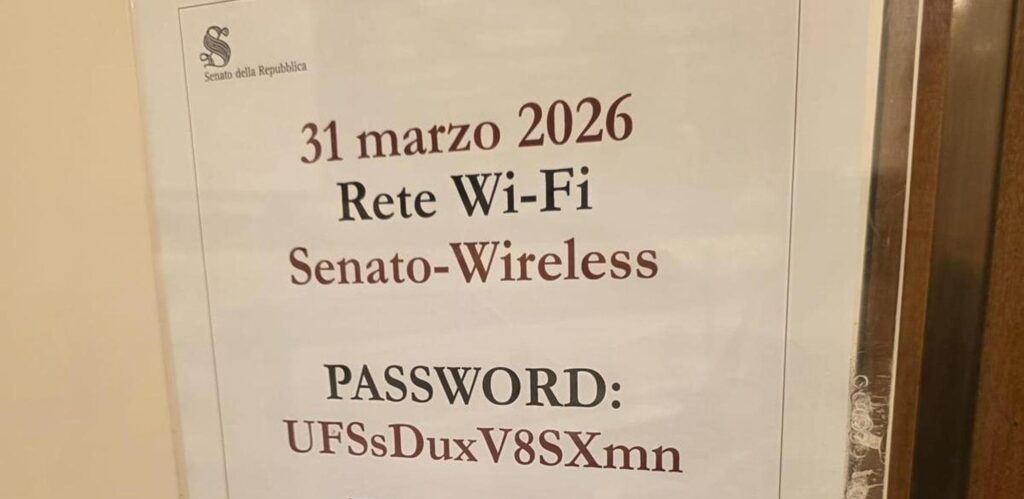 Senato della Repubblica
31 marzo 2026
Rete Wi-Fi
Senato-Wireless
PASSWORD:
UFSsDuxV8SXmn